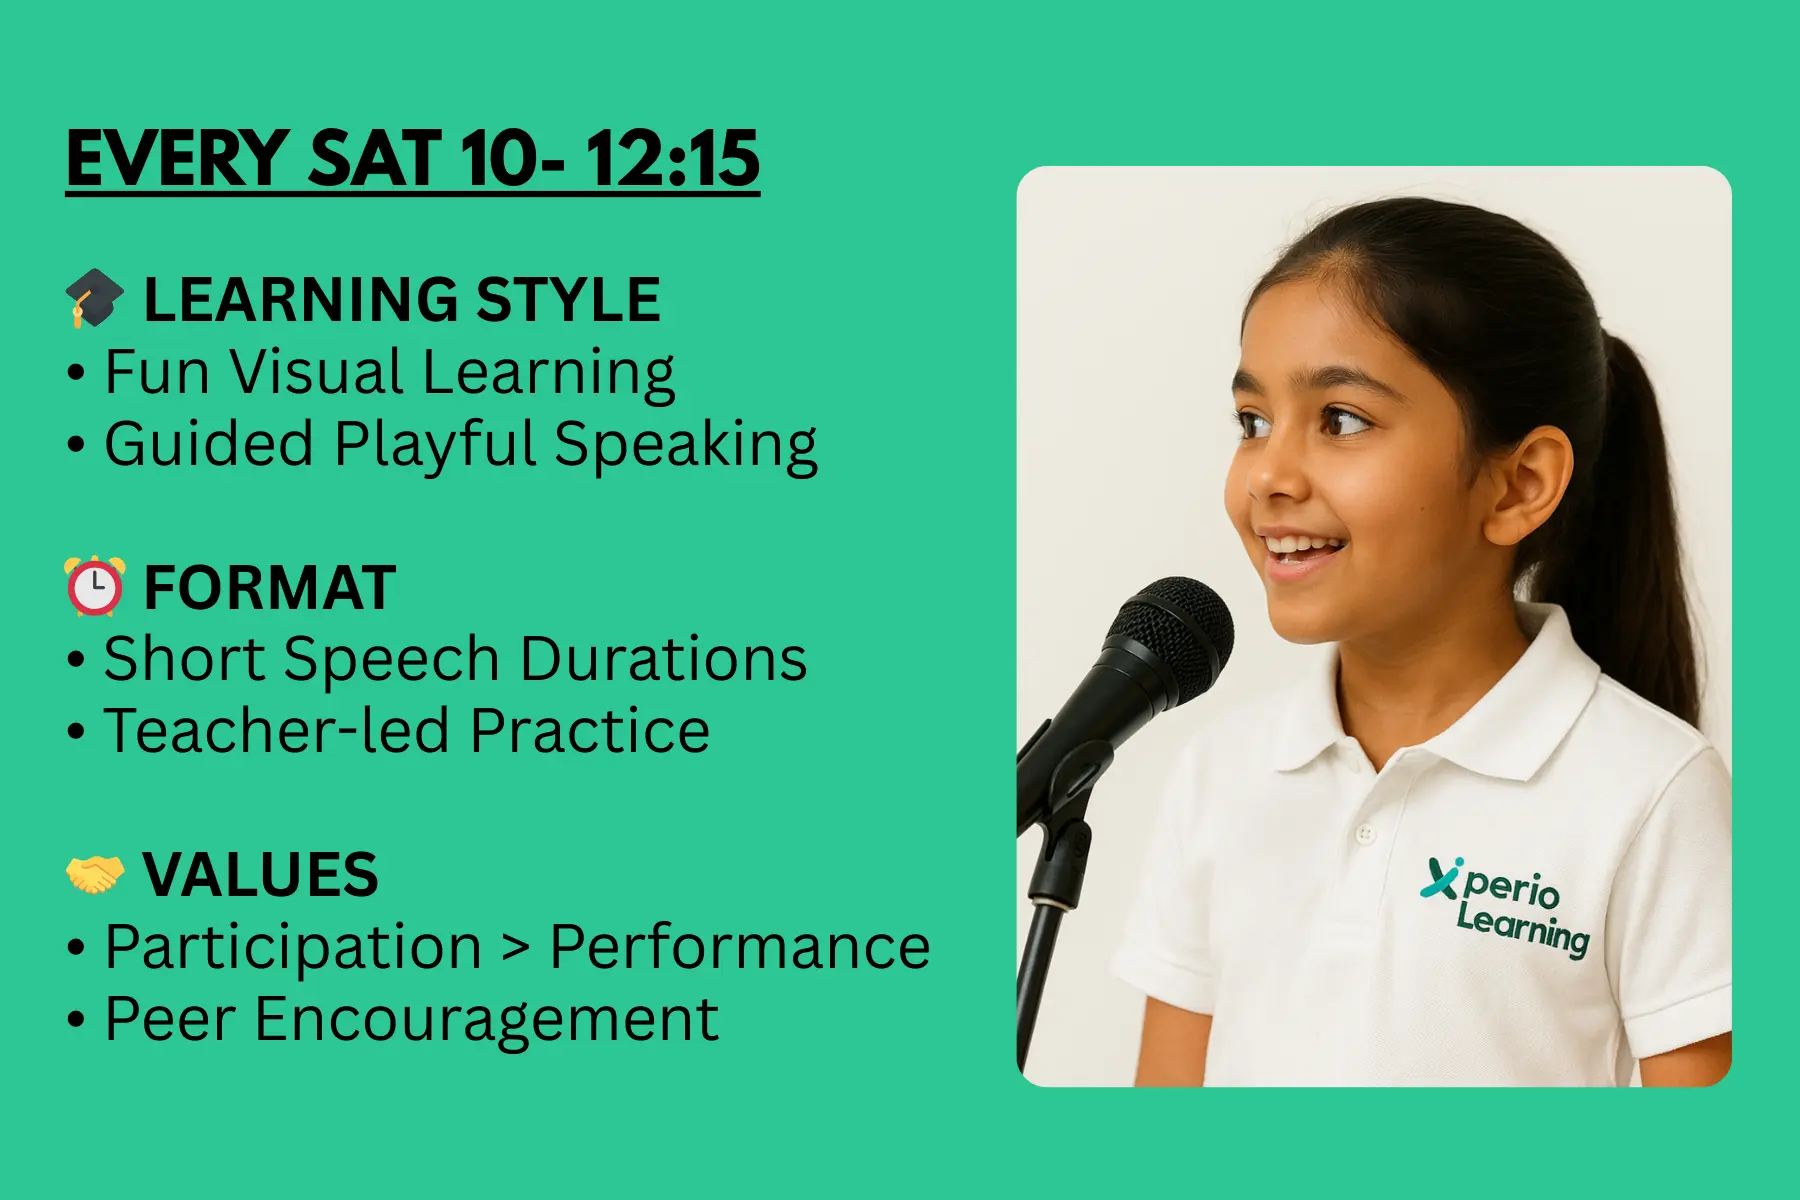 EVERY SAT 10- 12:15
🎓 LEARNING STYLE
• Fun Visual Learning
• Guided Playful Speaking
⏰ FORMAT
• Short Speech Durations
• Teacher-led Practice
🤝 VALUES
• Participation > Performance
• Peer Encouragement
Xperio
Learning